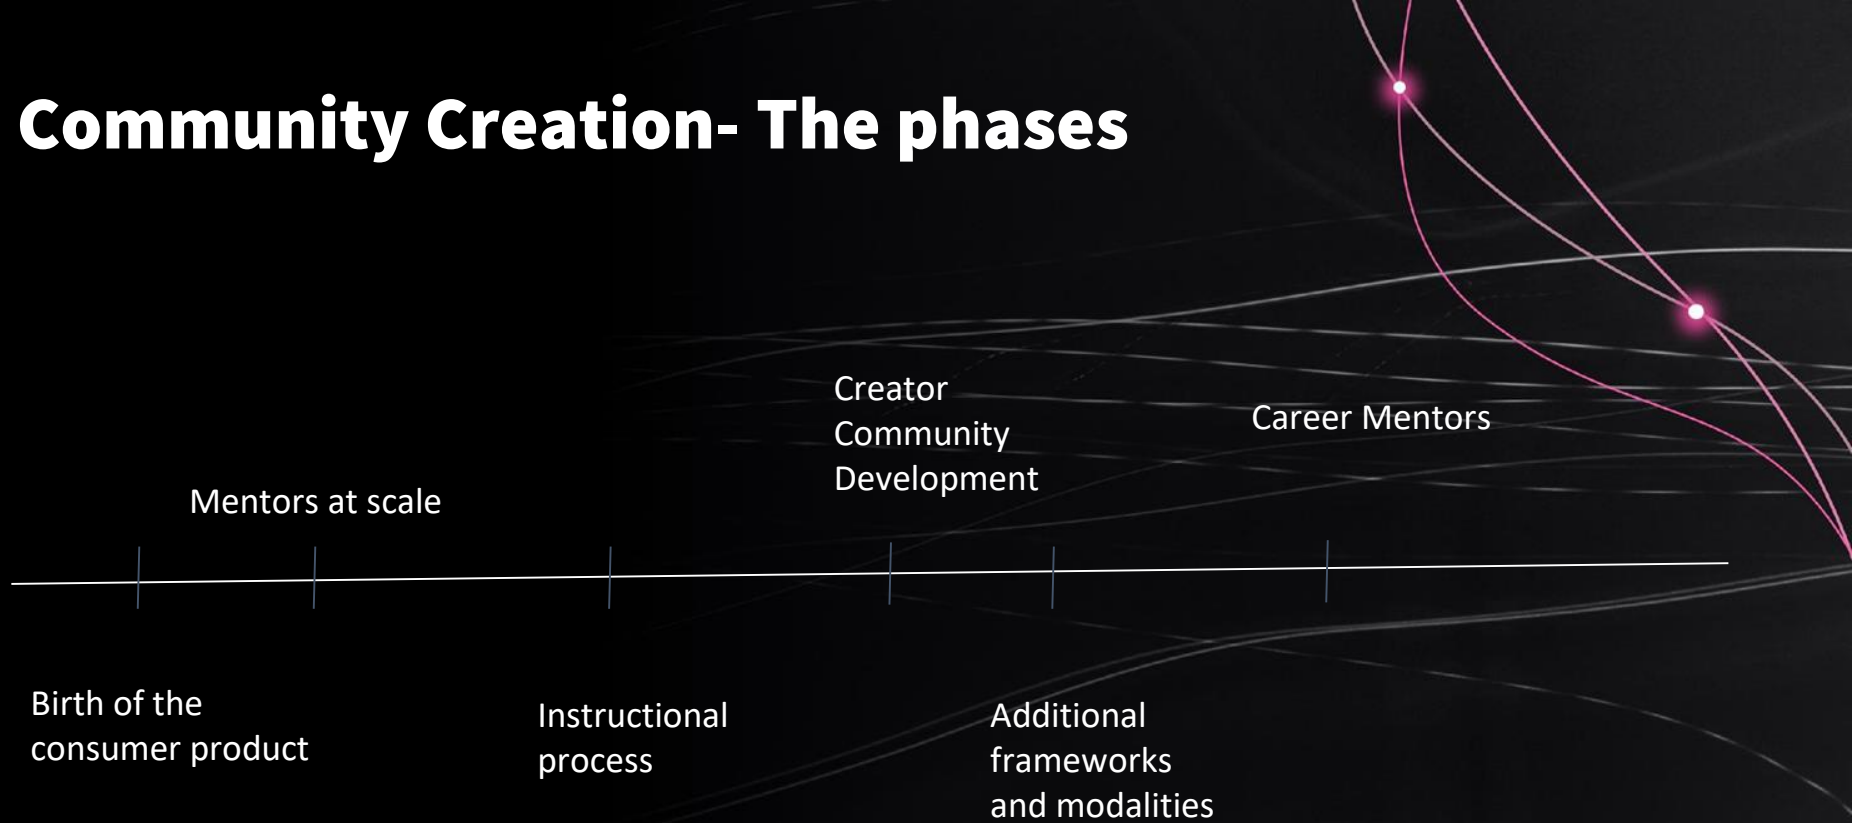 Community Creation- The phases
Creator
Community
Development
Career Mentors
Mentors at scale
Birth of the
consumer product
Instructional
process
Additional
frameworks
and modalities